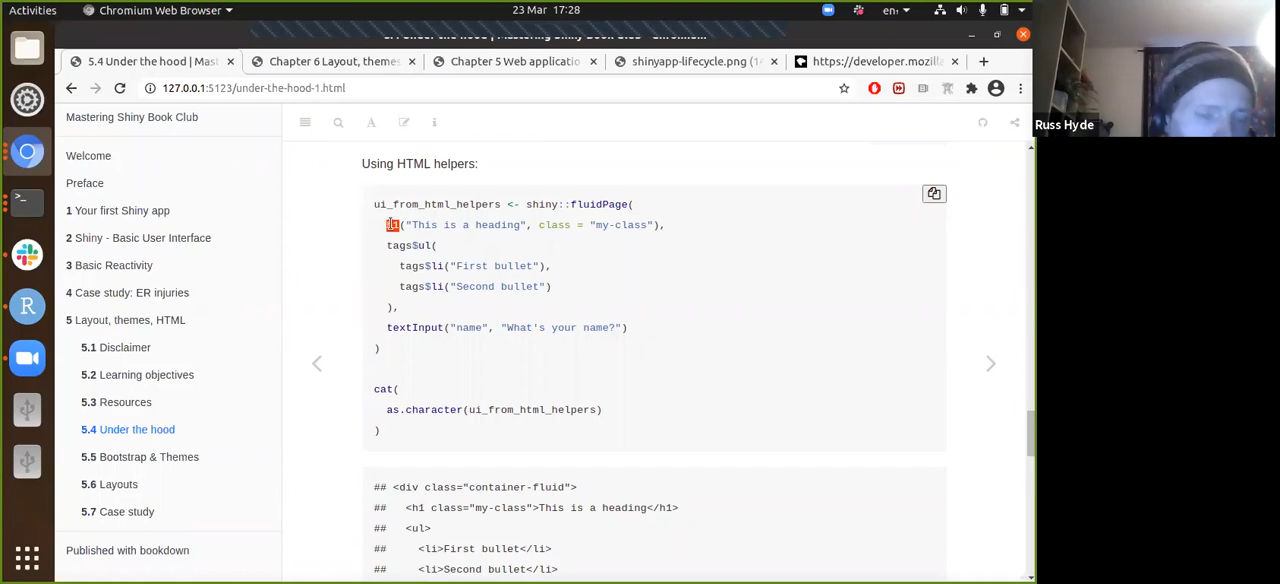 Activities
Chromium Web Browser
23 Mar 17:28
en₁
5.4 Under the hood | Mast
Chapter 6 Layout, themes
Chapter 5 Web applicatio
shinyapp-lifecycle.png (14
https://developer.mozilla
127.0.0.1:5123/under-the-hood-1.html
Russ Hyde
Mastering Shiny Book Club
Welcome
Preface
1 Your first Shiny app
2 Shiny - Basic User Interface
3 Basic Reactivity
4 Case study: ER injuries
5 Layout, themes, HTML
5.1 Disclaimer
5.2 Learning objectives
5.3 Resources
5.4 Under the hood
5.5 Bootstrap & Themes
5.6 Layouts
5.7 Case study
Published with bookdown
Using HTML helpers:
ui_from_html_helpers <- shiny::fluidPage(
h1("This is a heading", class = "my-class"),
tags$ul(
tags$li("First bullet"),
tags$li("Second bullet")
),
textInput("name", "What's your name?")
)
cat(
as.character(ui_from_html_helpers)
)
## <div class="container-fluid">
## <h1 class="my-class">This is a heading</h1>
## <ul>
## <li>First bullet</li>
## <li>Second bullet</li>